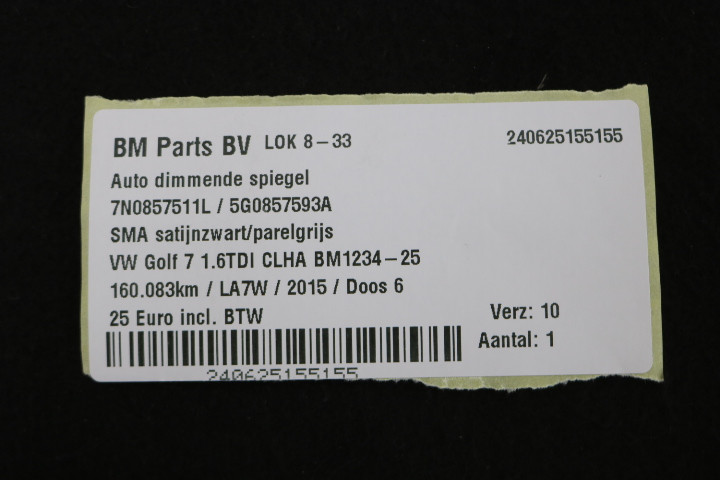 BM Parts BV LOK 8-33 240625155155
Auto dimmende spiegel
7N0857511L / 5G0857593A
SMA satijnzwart/parelgrijs
VW Golf 7 1.6TDI CLHA BM1234-25
160.083km / LA7W / 2015 / Doos 6
25 Euro incl. BTW Verz: 10
Aantal: 1
240625155155